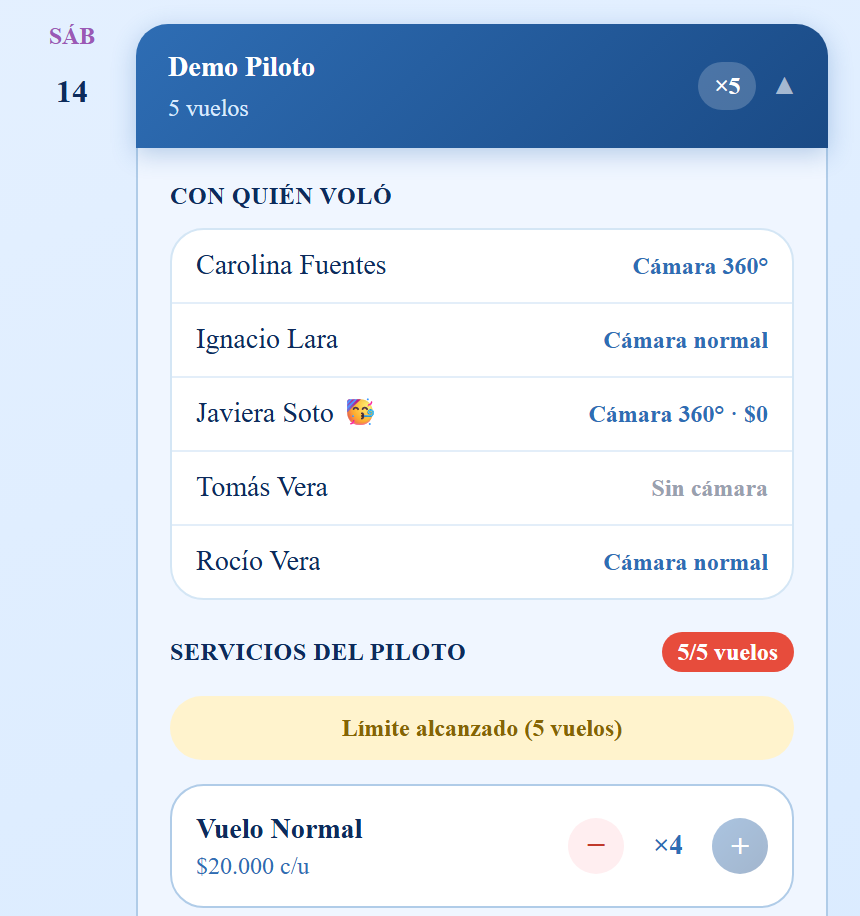 SÁB
14
Demo Piloto
5 vuelos
×5 ▲
CON QUIÉN VOLÓ
Carolina Fuentes Cámara 360°
Ignacio Lara Cámara normal
Javiera Soto 🥳 Cámara 360° · $0
Tomás Vera Sin cámara
Rocío Vera Cámara normal
SERVICIOS DEL PILOTO 5/5 vuelos
Límite alcanzado (5 vuelos)
Vuelo Normal
$20.000 c/u
− ×4 +